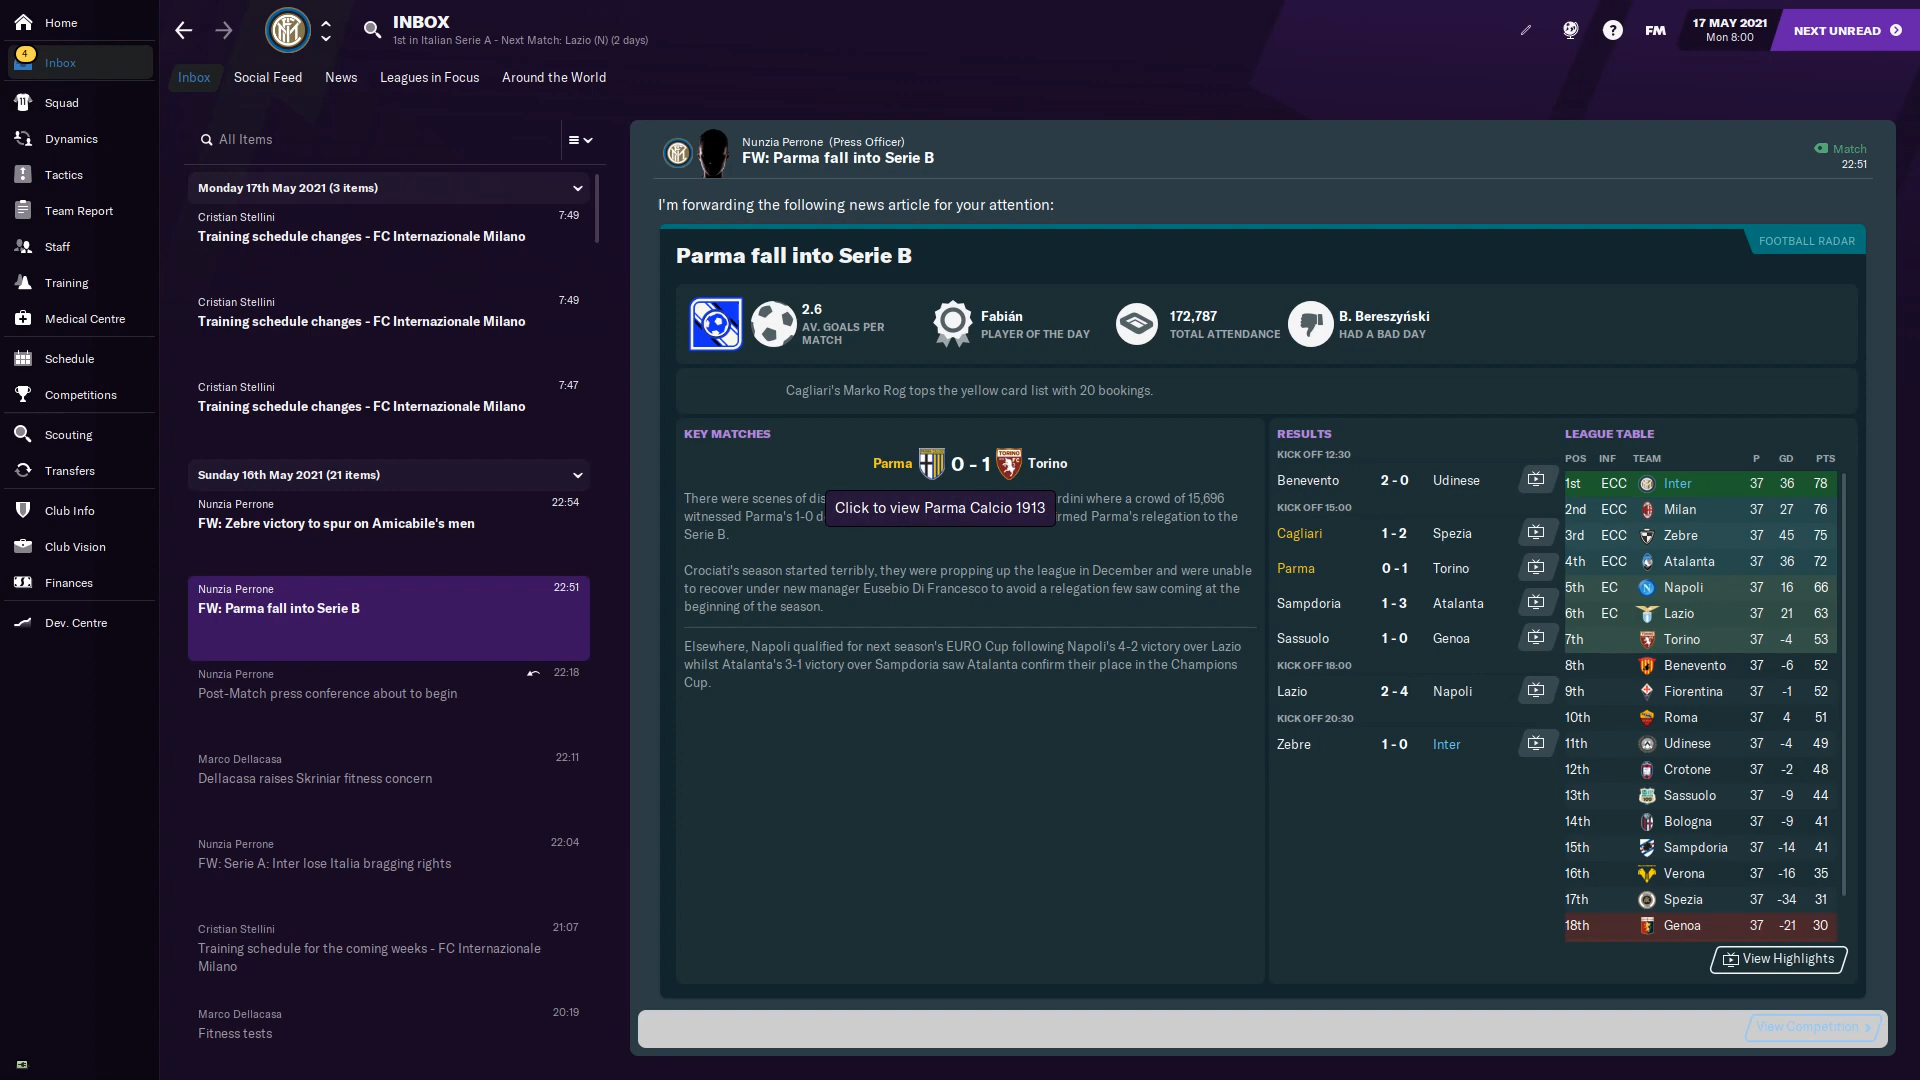 Home
4
Inbox
Squad
Dynamics
Tactics
Team Report
Staff
Training
Medical Centre
Schedule
Competitions
Scouting
Transfers
Club Info
Club Vision
Finances
Dev. Centre
INBOX
1st in Italian Serie A - Next Match: Lazio (N) (2 days)
FM
17 MAY 2021
Mon 8:00
NEXT UNREAD
Inbox Social Feed News Leagues in Focus Around the World
All Items
Monday 17th May 2021 (3 items)
Cristian Stellini 7:49
Training schedule changes - FC Internazionale Milano
Cristian Stellini 7:49
Training schedule changes - FC Internazionale Milano
Cristian Stellini 7:47
Training schedule changes - FC Internazionale Milano
Sunday 16th May 2021 (21 items)
Nunzia Perrone 22:54
FW: Zebre victory to spur on Amicabile's men
Nunzia Perrone 22:51
FW: Parma fall into Serie B
Nunzia Perrone 22:18
Post-Match press conference about to begin
Marco Dellacasa 22:11
Dellacasa raises Skriniar fitness concern
Nunzia Perrone 22:04
FW: Serie A: Inter lose Italia bragging rights
Cristian Stellini 21:07
Training schedule for the coming weeks - FC Internazionale
Milano
Marco Dellacasa 20:19
Fitness tests
Nunzia Perrone (Press Officer)
FW: Parma fall into Serie B
Match
22:51
I'm forwarding the following news article for your attention:
FOOTBALL RADAR
Parma fall into Serie B
2.6
AV. GOALS PER
MATCH
Fabián
PLAYER OF THE DAY
172,787
TOTAL ATTENDANCE
B. Bereszyński
HAD A BAD DAY
Cagliari's Marko Rog tops the yellow card list with 20 bookings.
KEY MATCHES
Parma 0 - 1 Torino
There were scenes of dis rdini where a crowd of 15,696
Click to view Parma Calcio 1913
witnessed Parma's 1-0 d rmed Parma's relegation to the
Serie B.
Crociati's season started terribly, they were propping up the league in December and were unable
to recover under new manager Eusebio Di Francesco to avoid a relegation few saw coming at the
beginning of the season.
Elsewhere, Napoli qualified for next season's EURO Cup following Napoli's 4-2 victory over Lazio
whilst Atalanta's 3-1 victory over Sampdoria saw Atalanta confirm their place in the Champions
Cup.
RESULTS
KICK OFF 12:30
Benevento 2 - 0 Udinese
KICK OFF 15:00
Cagliari 1 - 2 Spezia
Parma 0 - 1 Torino
Sampdoria 1 - 3 Atalanta
Sassuolo 1 - 0 Genoa
KICK OFF 18:00
Lazio 2 - 4 Napoli
KICK OFF 20:30
Zebre 1 - 0 Inter
LEAGUE TABLE
POS INF TEAM P GD PTS
1st ECC Inter 37 36 78
2nd ECC Milan 37 27 76
3rd ECC Zebre 37 45 75
4th ECC Atalanta 37 36 72
5th EC Napoli 37 16 66
6th EC Lazio 37 21 63
7th Torino 37 -4 53
8th Benevento 37 -6 52
9th Fiorentina 37 -1 52
10th Roma 37 4 51
11th Udinese 37 -4 49
12th Crotone 37 -2 48
13th Sassuolo 37 -9 44
14th Bologna 37 -9 41
15th Sampdoria 37 -14 41
16th Verona 37 -16 35
17th Spezia 37 -34 31
18th Genoa 37 -21 30
View Highlights
View Competition